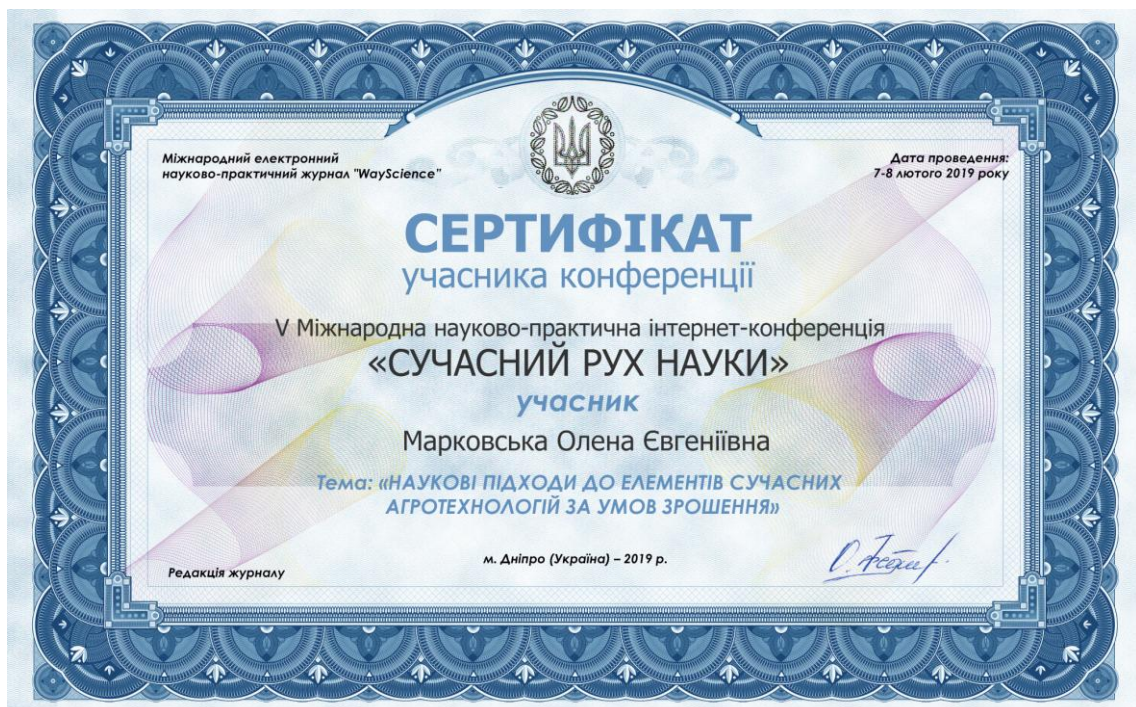 Міжнародний електронний
науково-практичний журнал "WayScience"
Дата проведення:
7-8 лютого 2019 року
СЕРТИФІКАТ
учасника конференції
V Міжнародна науково-практична інтернет-конференція
«СУЧАСНИЙ РУХ НАУКИ»
учасник
Марковська Олена Євгеніївна
Тема: «НАУКОВІ ПІДХОДИ ДО ЕЛЕМЕНТІВ СУЧАСНИХ
АГРОТЕХНОЛОГІЙ ЗА УМОВ ЗРОШЕННЯ»
м. Дніпро (Україна) – 2019 р.
Редакція журналу